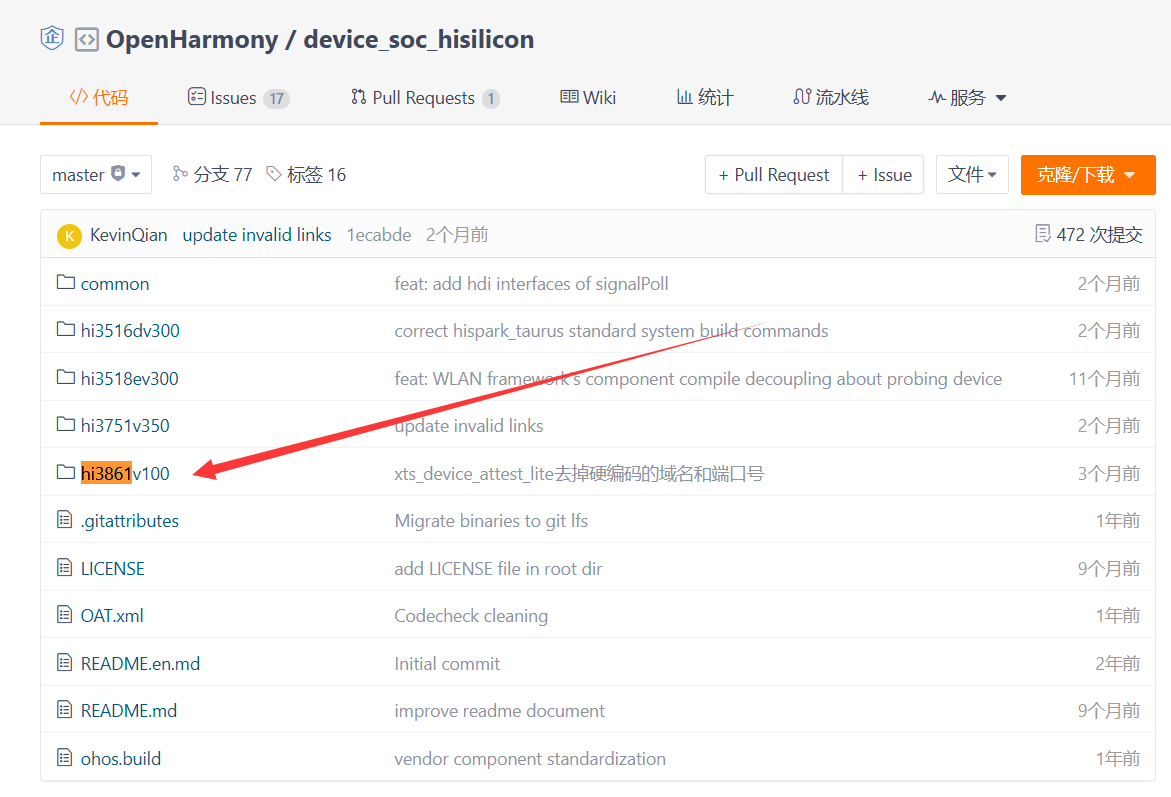 企 OpenHarmony / device_soc_hisilicon
代码 Issues 17 Pull Requests 1 Wiki 统计 流水线 服务
master 分支 77 标签 16 + Pull Request + Issue 文件 克隆/下载
K KevinQian update invalid links 1ecabde 2个月前 472 次提交
common feat: add hdi interfaces of signalPoll 2个月前
hi3516dv300 correct hispark_taurus standard system build commands 2个月前
hi3518ev300 feat: WLAN framework's component compile decoupling about probing device 11个月前
hi3751v350 update invalid links 2个月前
hi3861v100 xts_device_attest_lite去掉硬编码的域名和端口号 3个月前
.gitattributes Migrate binaries to git lfs 1年前
LICENSE add LICENSE file in root dir 9个月前
OAT.xml Codecheck cleaning 1年前
README.en.md Initial commit 2年前
README.md improve readme document 9个月前
ohos.build vendor component standardization 1年前